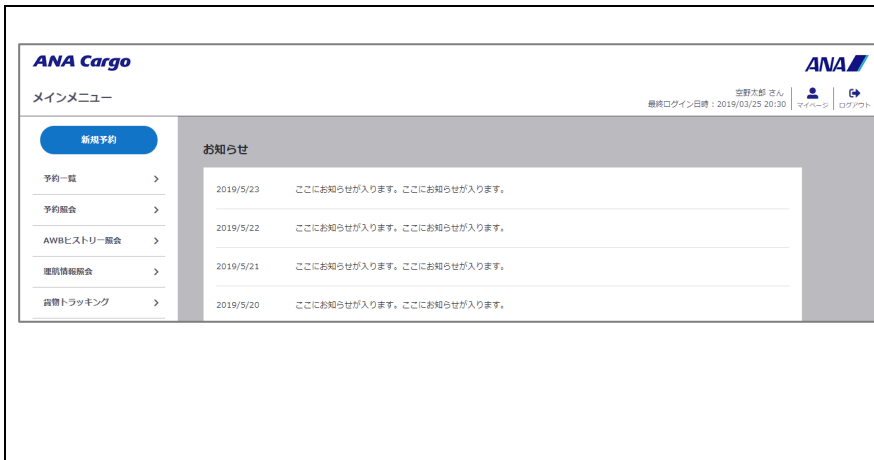 ANA Cargo
ANA
メインメニュー
空野太郎 さん
最終ログイン日時：2019/03/25 20:30
マイページ
ログアウト
新規予約
お知らせ
予約一覧
2019/5/23 ここにお知らせが入ります。ここにお知らせが入ります。
予約照会
2019/5/22 ここにお知らせが入ります。ここにお知らせが入ります。
AWBヒストリー照会
運航情報照会
2019/5/21 ここにお知らせが入ります。ここにお知らせが入ります。
貨物トラッキング
2019/5/20 ここにお知らせが入ります。ここにお知らせが入ります。